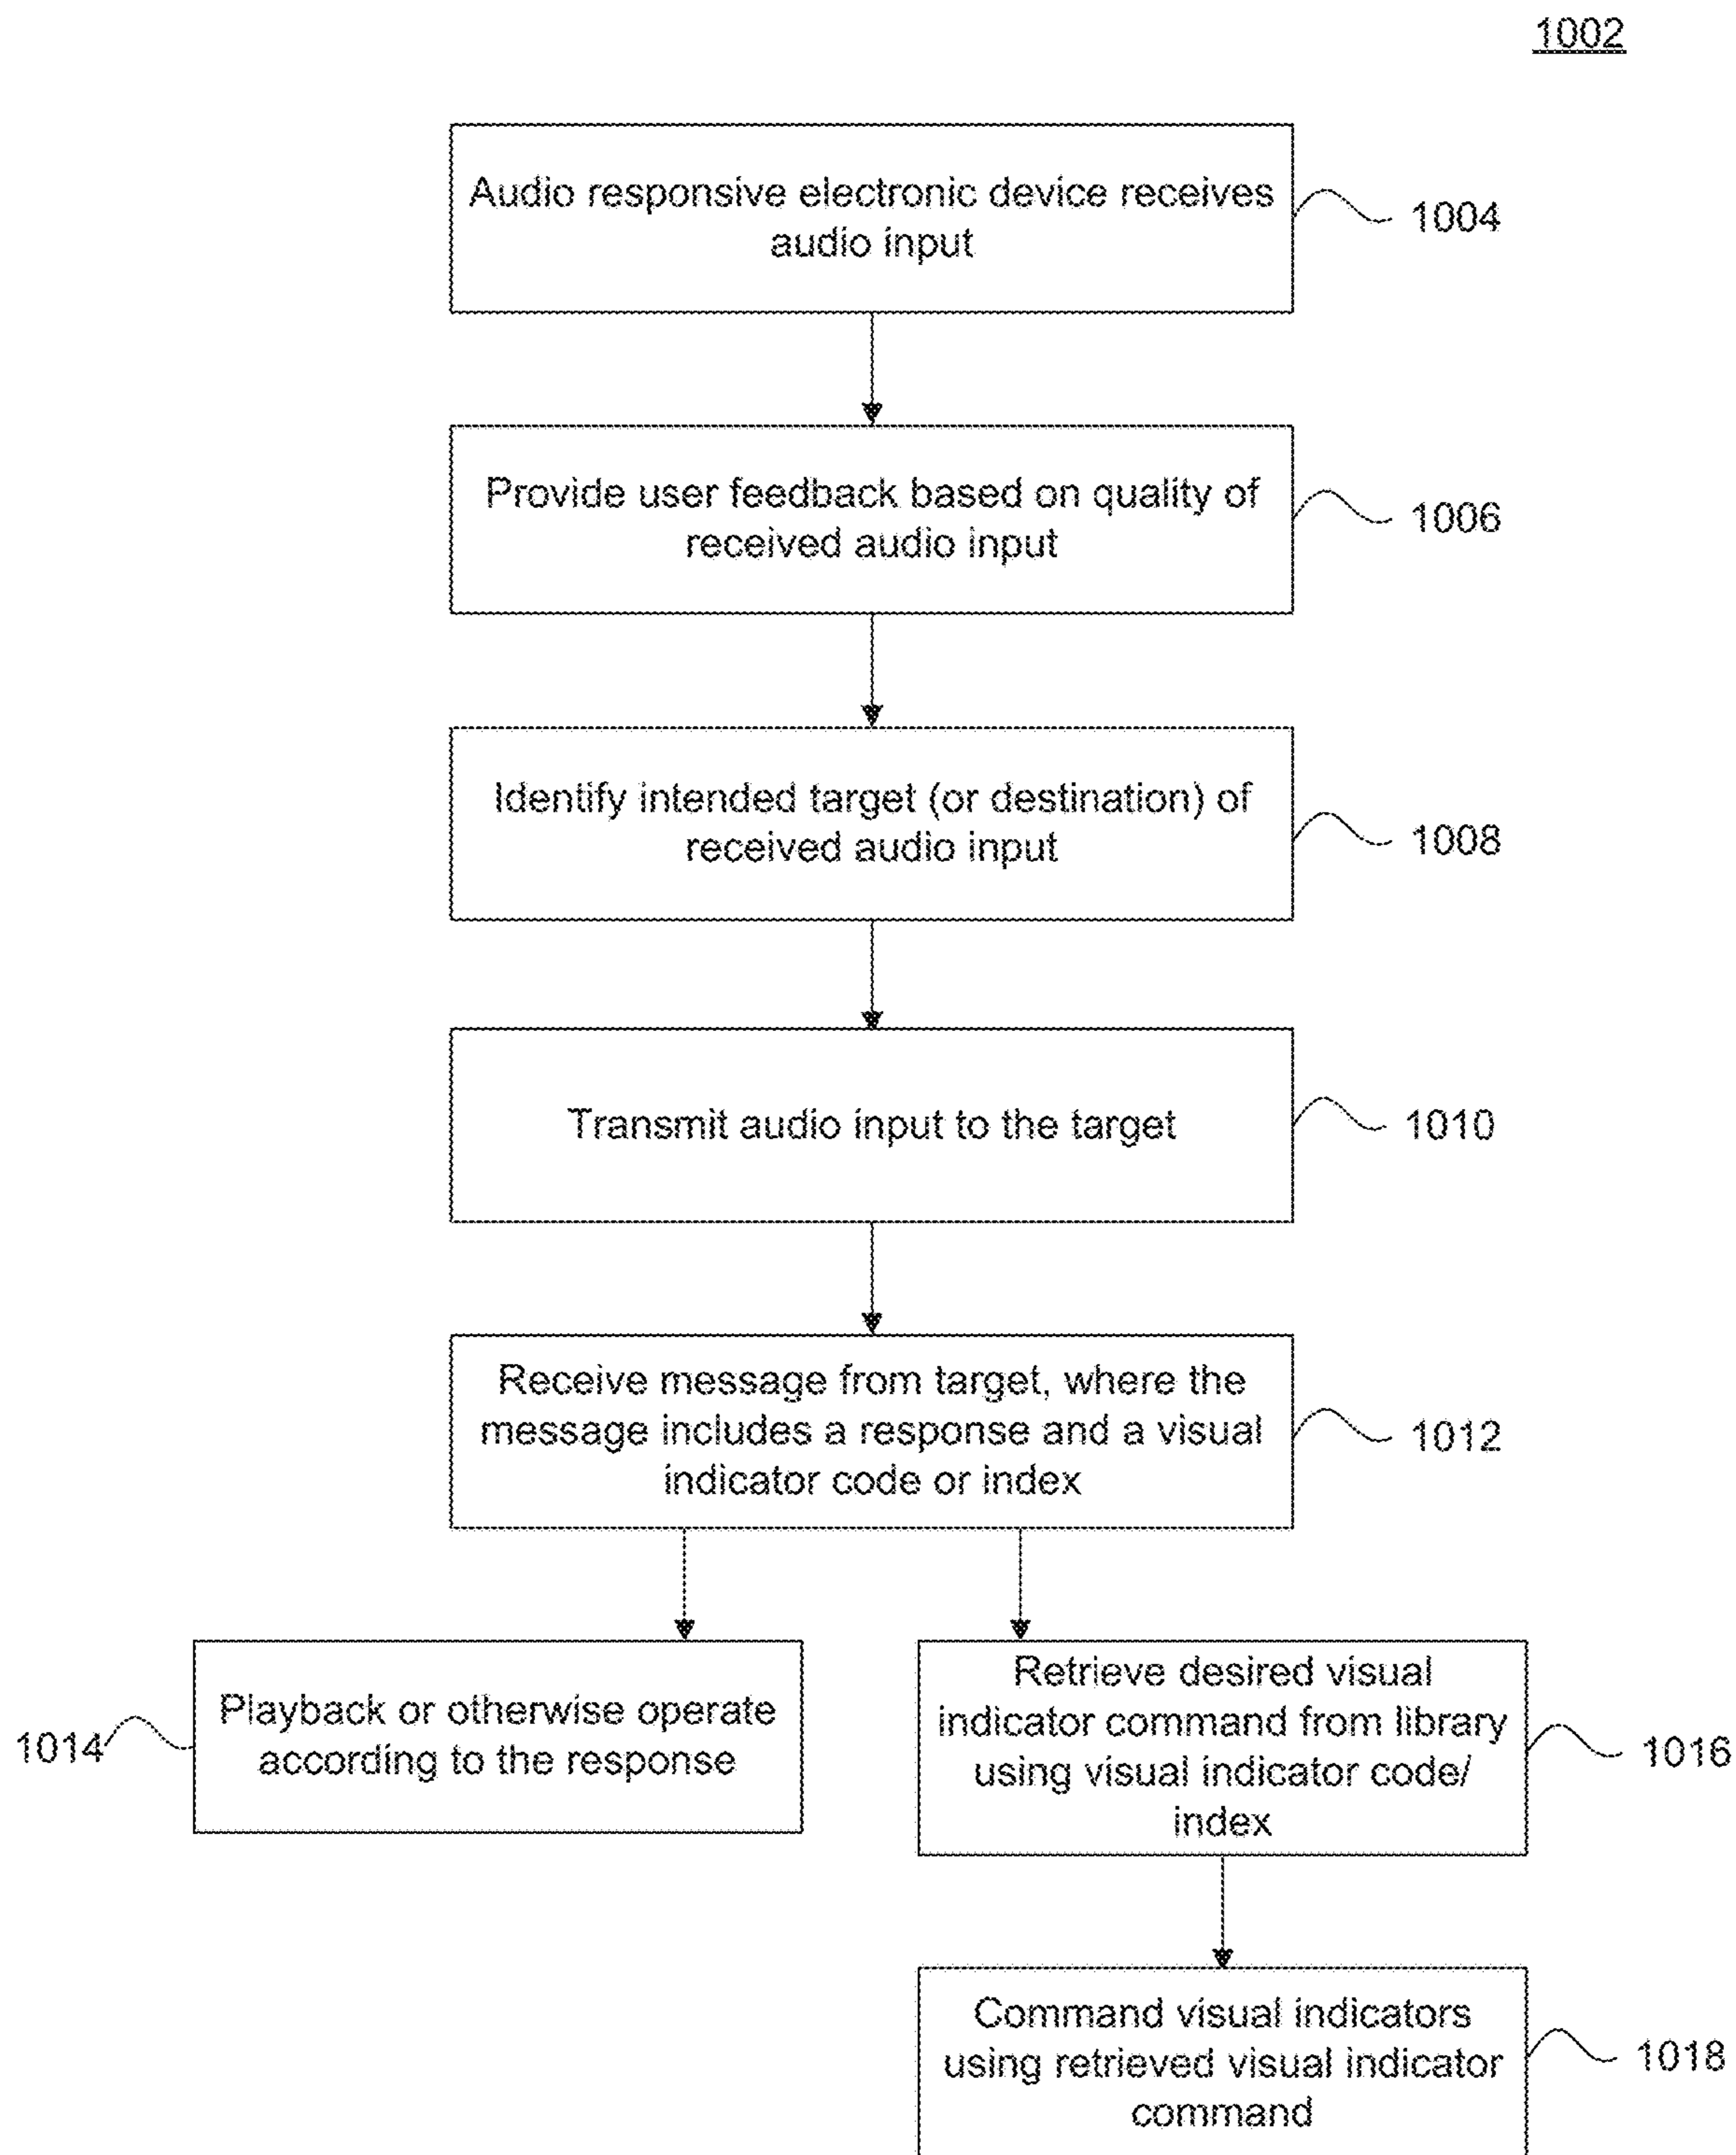 1002
Audio responsive electronic device receives
audio input
1004
Provide user feedback based on quality of
received audio input
1006
Identify intended target (or destination) of
received audio input
1008
Transmit audio input to the target
1010
Receive message from target, where the
message includes a response and a visual
indicator code or index
1012
Playback or otherwise operate
according to the response
1014
Retrieve desired visual
indicator command from library
using visual indicator code/
index
1016
Command visual indicators
using retrieved visual indicator
command
1018